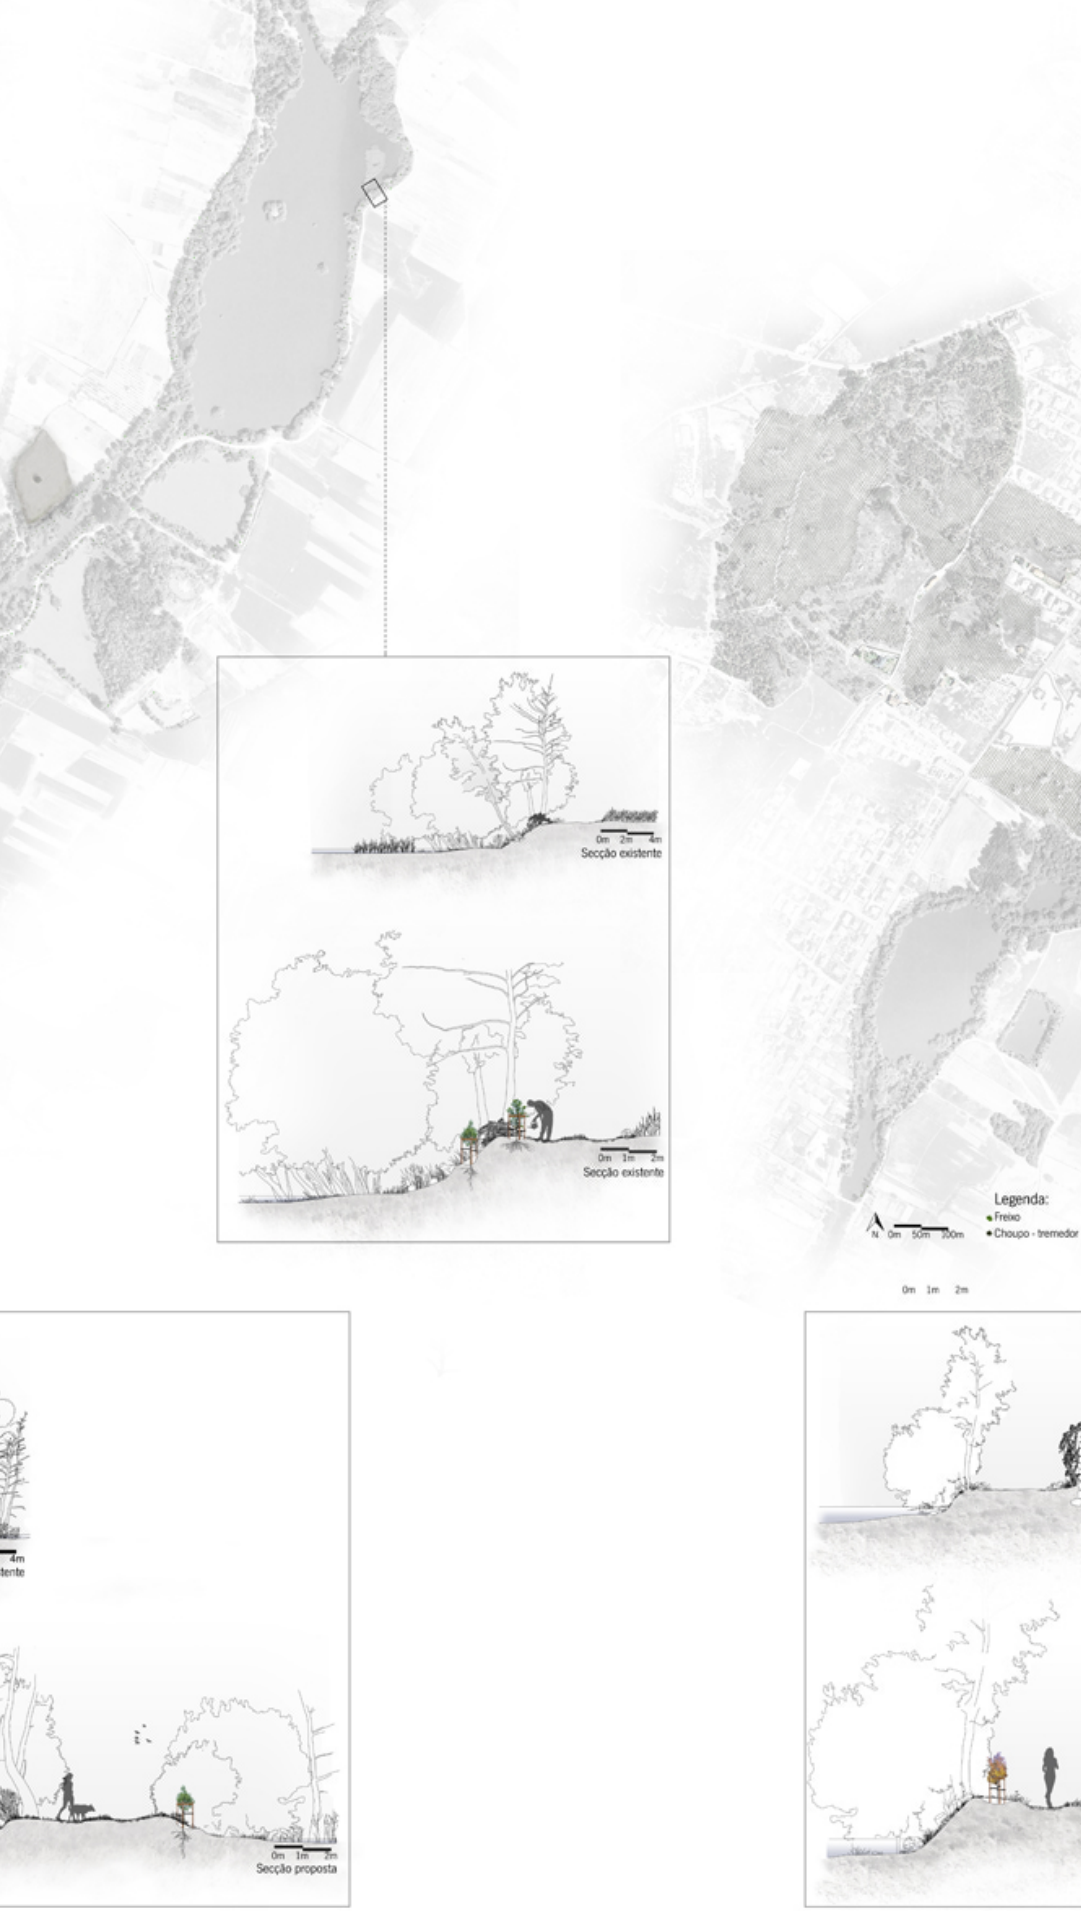 0m 2m 4m
Secção existente
0m 1m 2m
Secção existente
Legenda:
Freixo
N 0m 50m 100m
Choupo - tremedor
0m 1m 2m
4m
tente
0m 1m 2m
Secção proposta